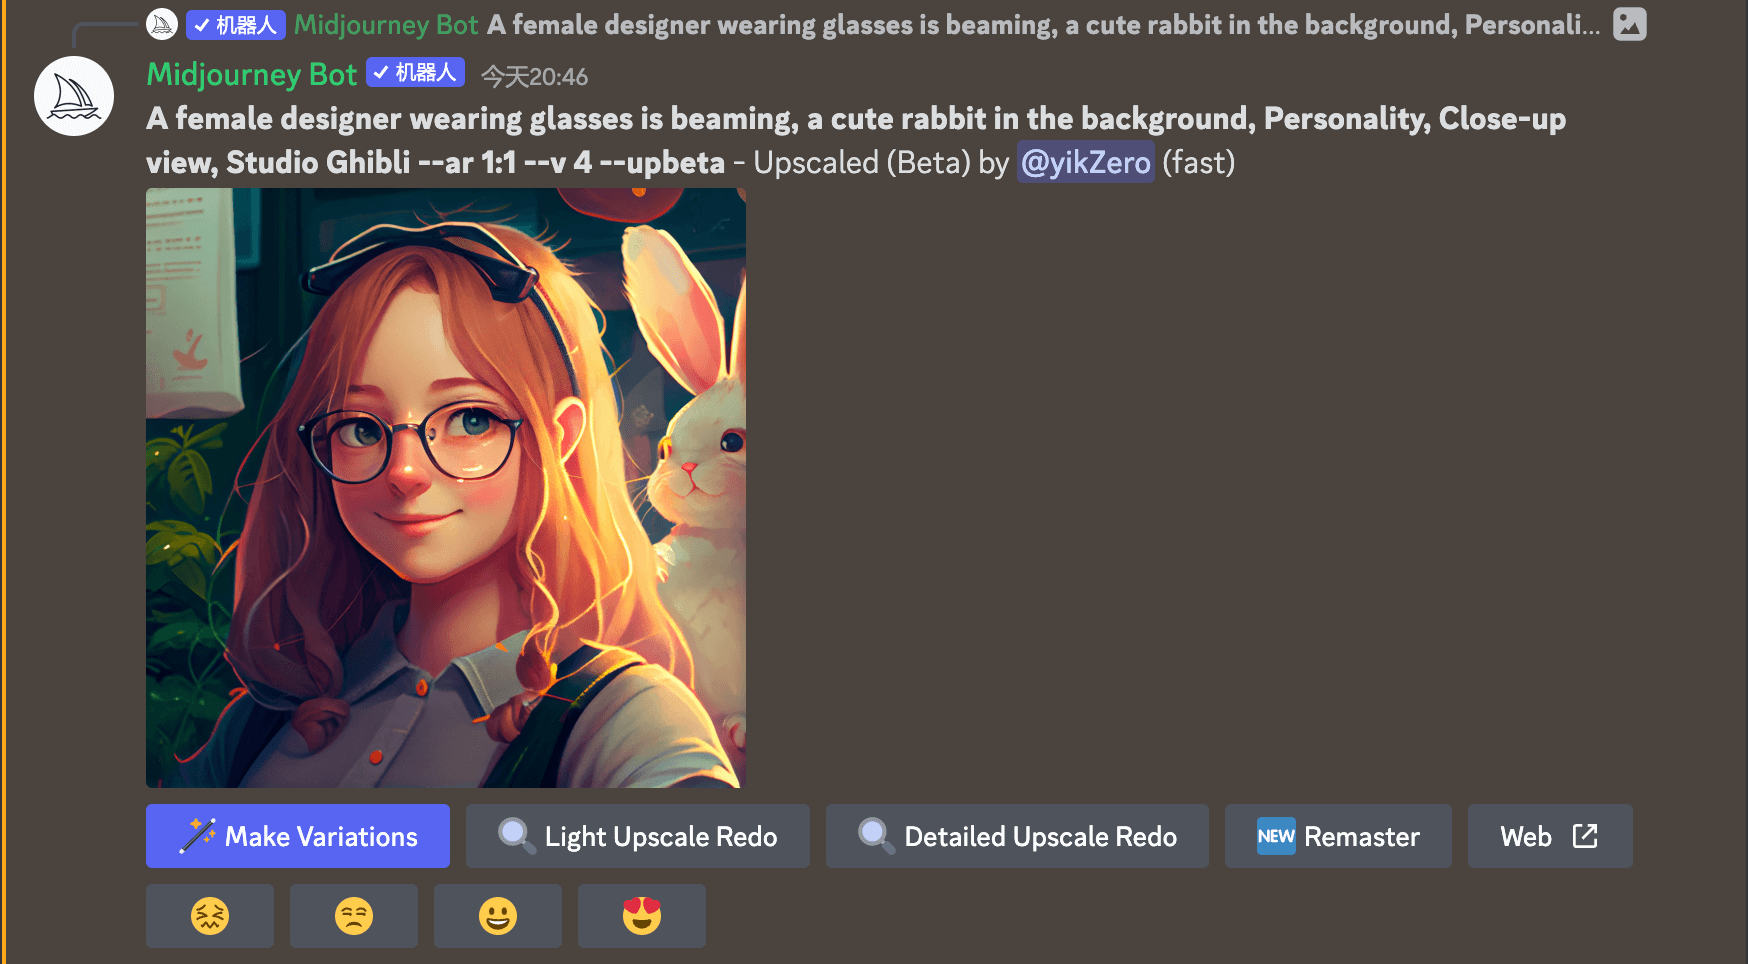 机器人 Midjourney Bot A female designer wearing glasses is beaming, a cute rabbit in the background, Personali...
Midjourney Bot 机器人 今天20:46
A female designer wearing glasses is beaming, a cute rabbit in the background, Personality, Close-up
view, Studio Ghibli --ar 1:1 --v 4 --upbeta - Upscaled (Beta) by @yikZero (fast)
Make Variations
Light Upscale Redo
Detailed Upscale Redo
NEW Remaster
Web